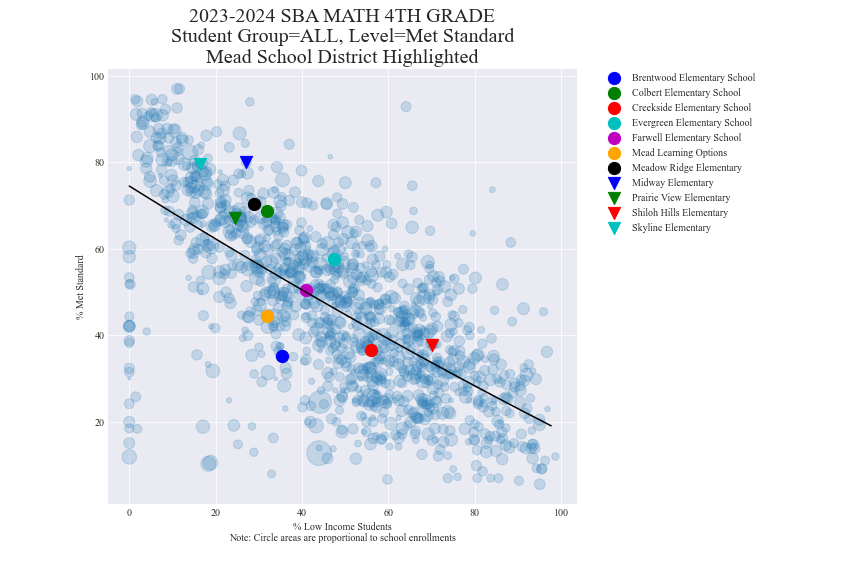 2023-2024 SBA MATH 4TH GRADE
Student Group=ALL, Level=Met Standard
Mead School District Highlighted
100
80
60
40
20
% Met Standard
0 20 40 60 80 100
% Low Income Students
Note: Circle areas are proportional to school enrollments
Brentwood Elementary School
Colbert Elementary School
Creekside Elementary School
Evergreen Elementary School
Farwell Elementary School
Mead Learning Options
Meadow Ridge Elementary
Midway Elementary
Prairie View Elementary
Shiloh Hills Elementary
Skyline Elementary